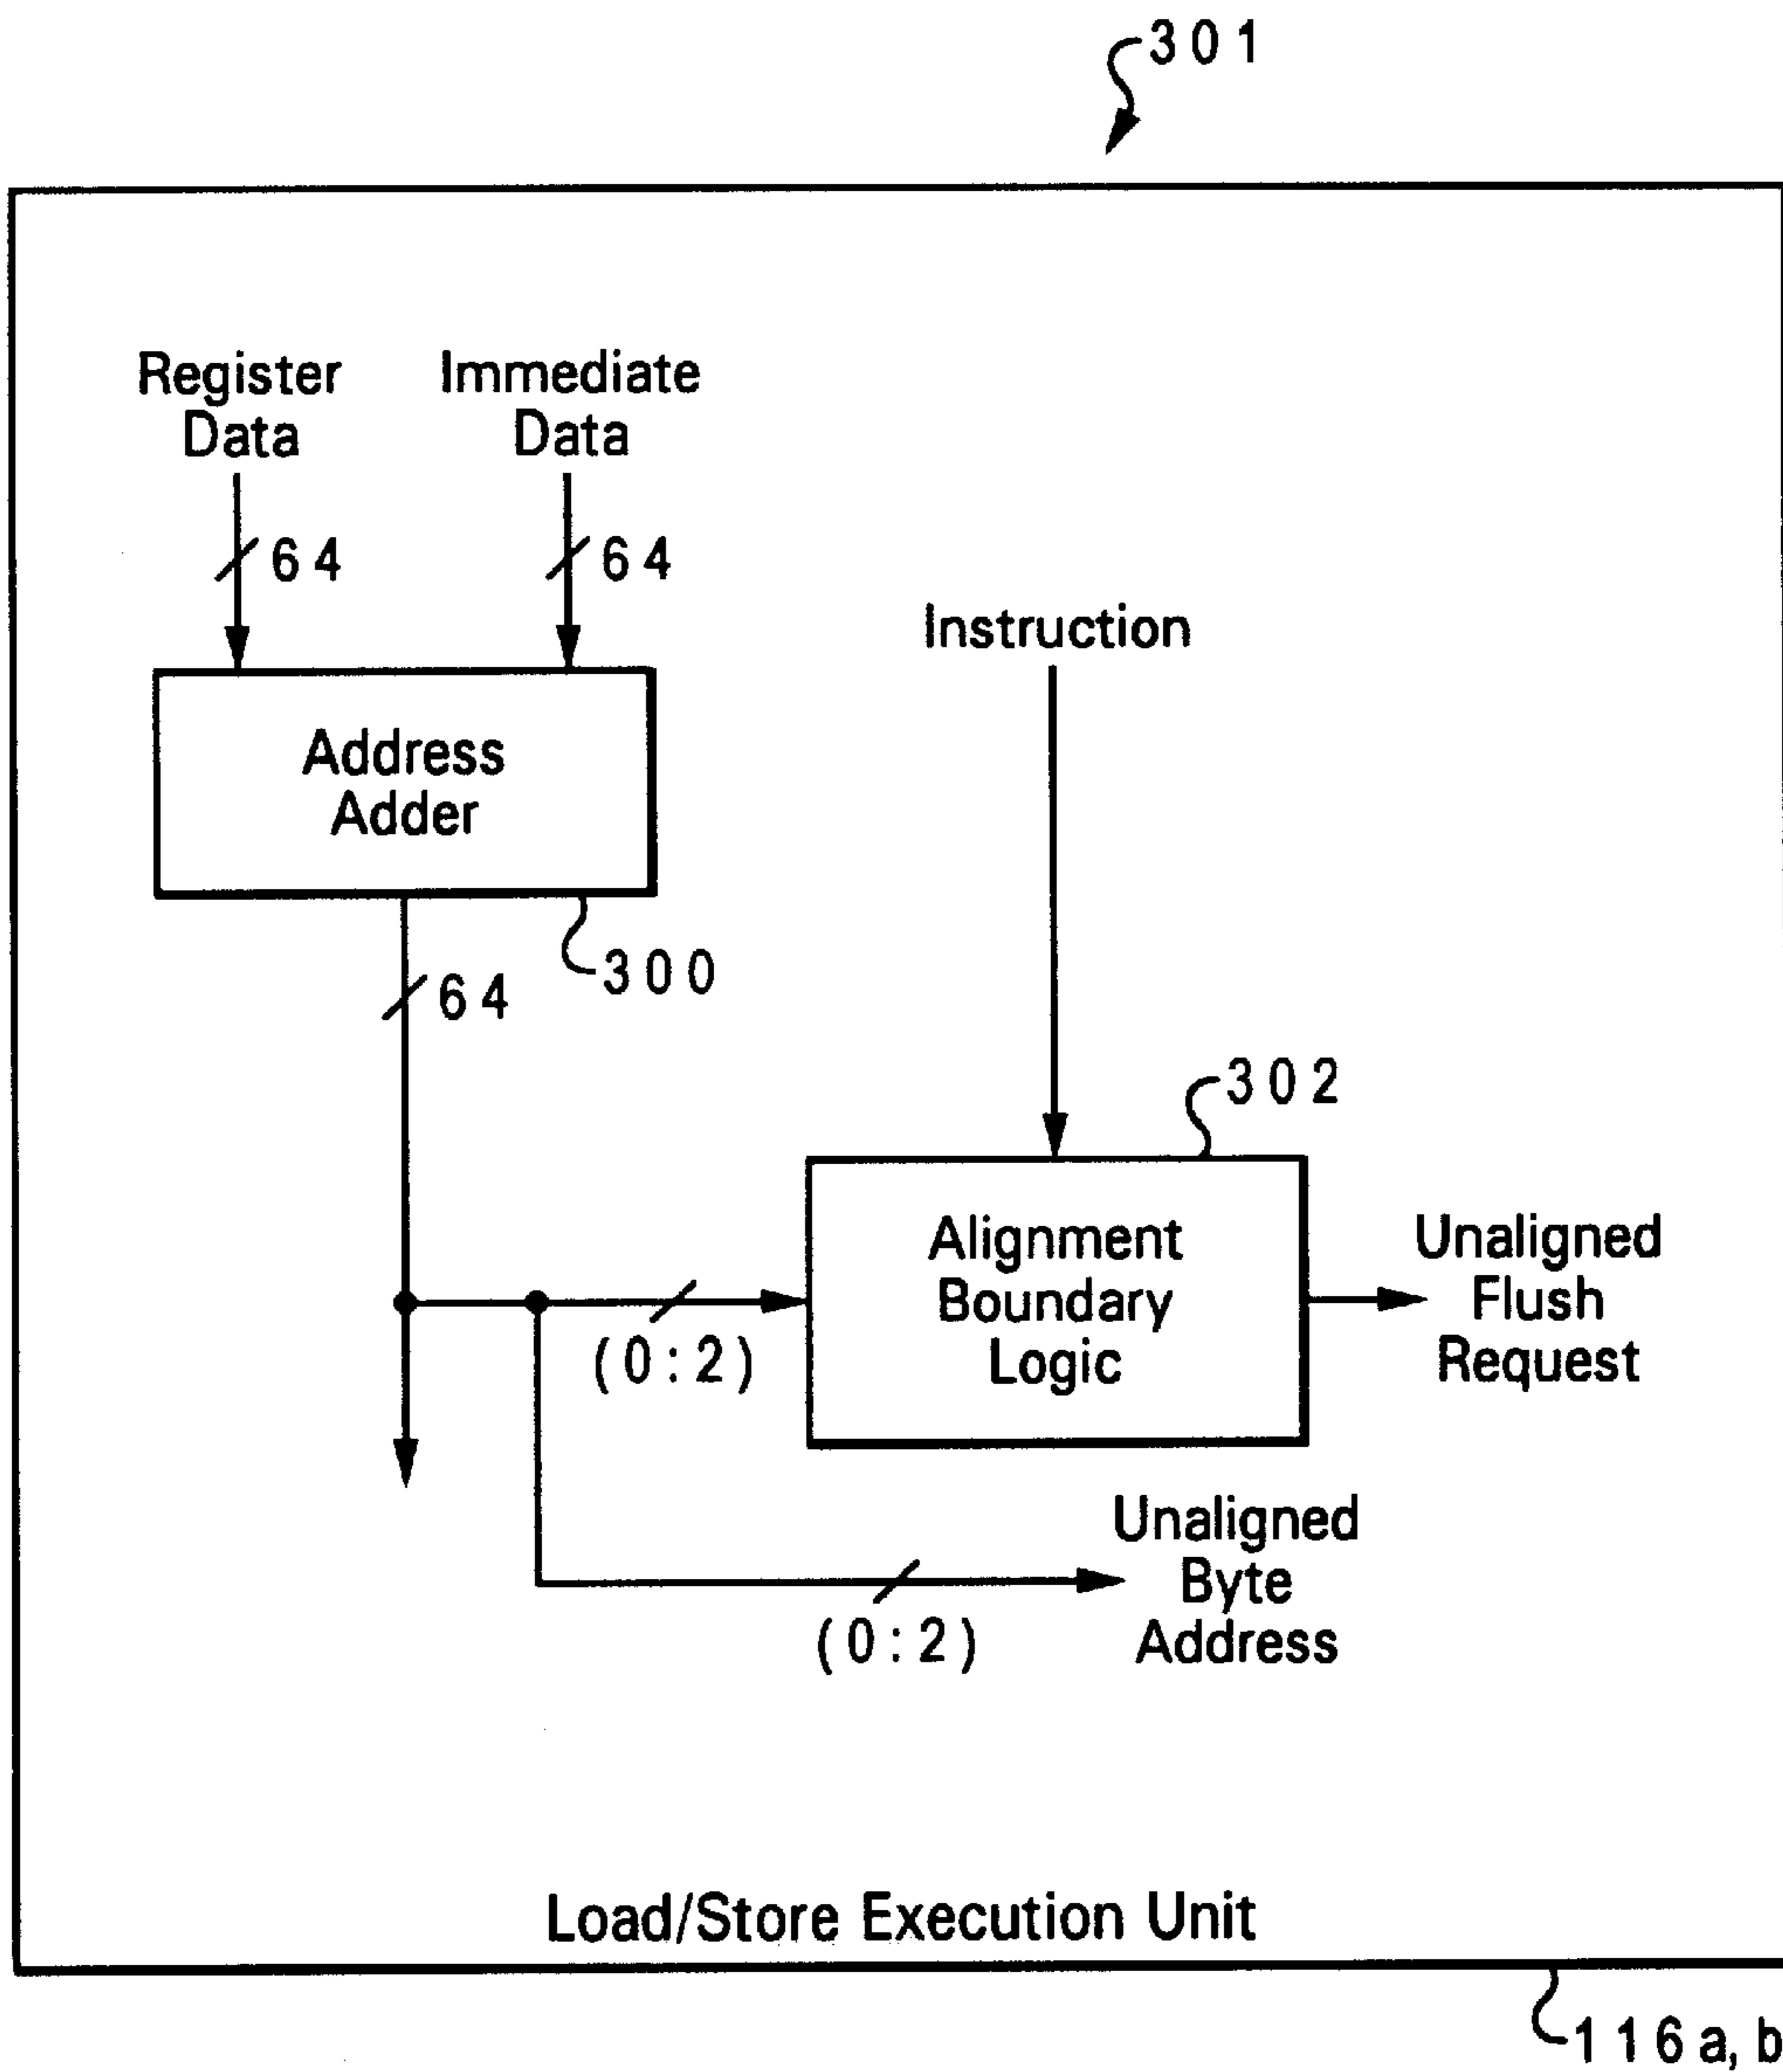 301
Register
Data
Immediate
Data
64
64
Instruction
Address
Adder
300
64
302
Alignment
Boundary
Logic
Unaligned
Flush
Request
(0:2)
Unaligned
Byte
Address
(0:2)
Load/Store Execution Unit
116a, b